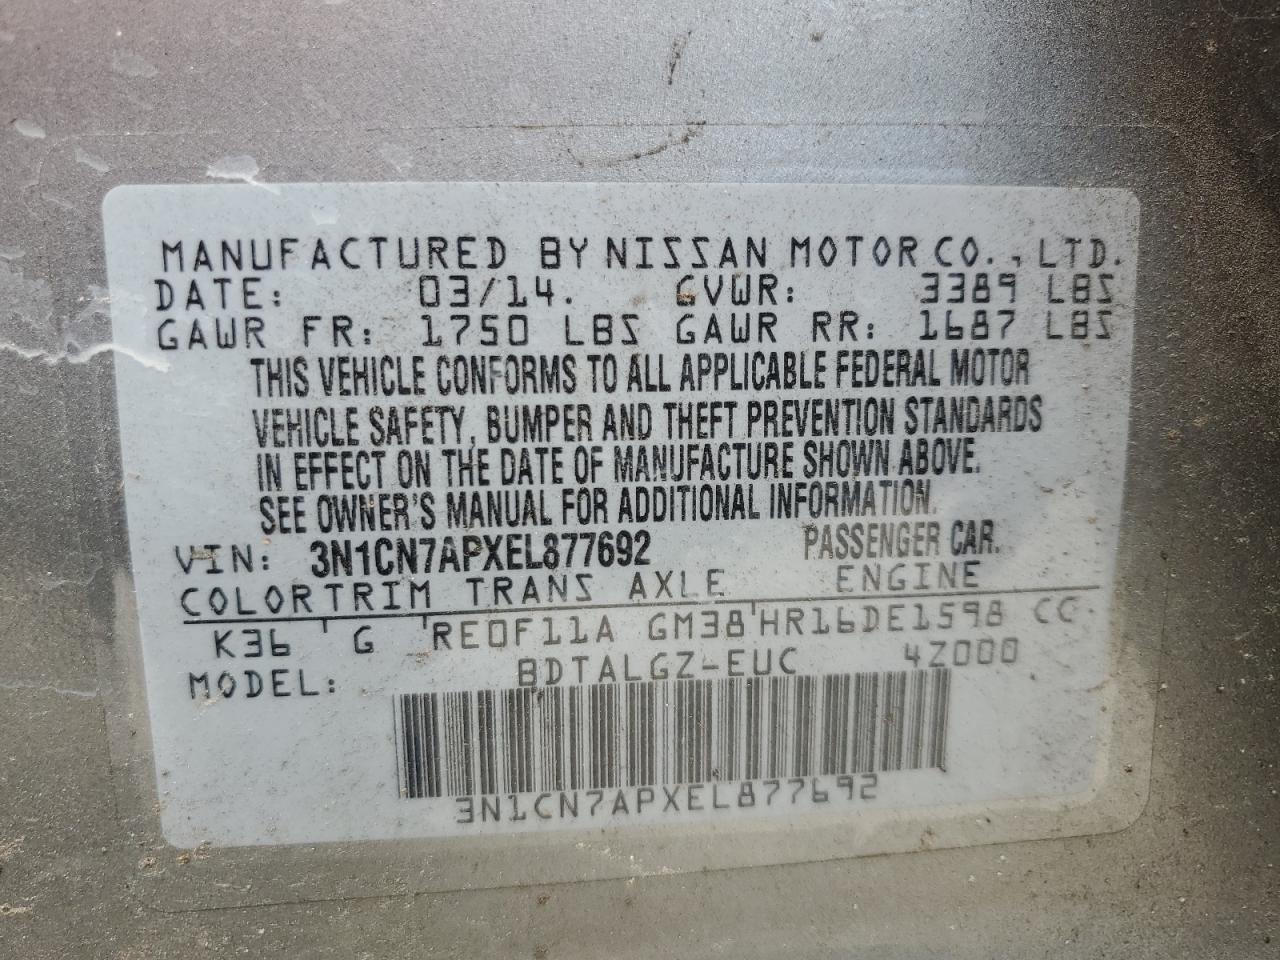 MANUFACTURED BY NISSAN MOTOR CO., LTD.
DATE: 03/14. GVWR: 3389 LBS
GAWR FR: 1750 LBS GAWR RR: 1687 LBS
THIS VEHICLE CONFORMS TO ALL APPLICABLE FEDERAL MOTOR
VEHICLE SAFETY, BUMPER AND THEFT PREVENTION STANDARDS
IN EFFECT ON THE DATE OF MANUFACTURE SHOWN ABOVE.
SEE OWNER'S MANUAL FOR ADDITIONAL INFORMATION.
VIN: 3N1CN7APXEL877692 PASSENGER CAR.
COLOR TRIM TRANS AXLE ENGINE
K36 ' G ' RE0F11A GM38 ' HR16DE1598 CC
MODEL: BDTALGZ-EUC 4Z000
3N1CN7APXEL877692